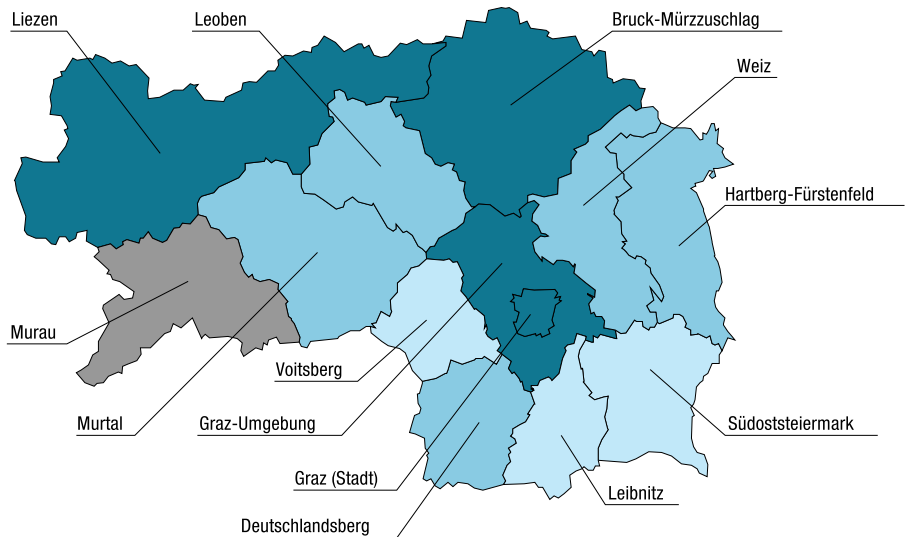 Liezen
Leoben
Bruck-Mürzzuschlag
Weiz
Hartberg-Fürstenfeld
Murau
Voitsberg
Murtal
Graz-Umgebung
Südoststeiermark
Graz (Stadt)
Leibnitz
Deutschlandsberg